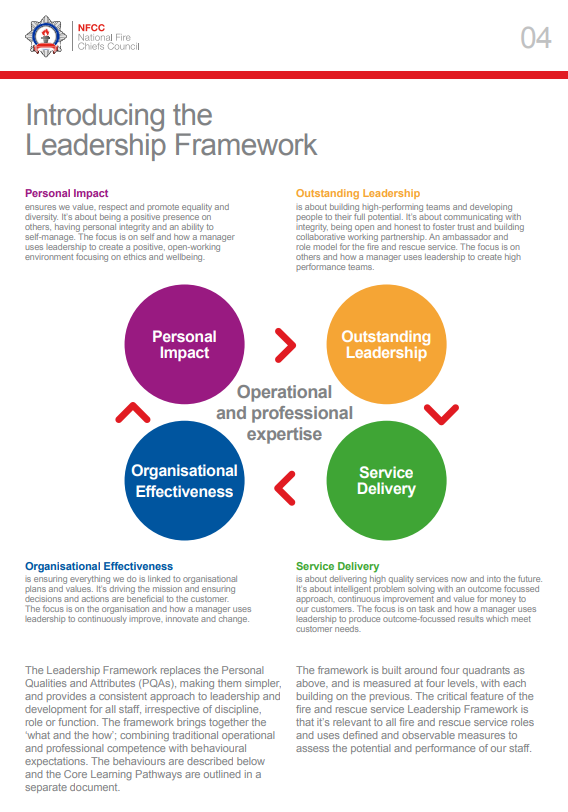 NFCC
National Fire
Chiefs Council
04
Introducing the
Leadership Framework
Personal Impact
ensures we value, respect and promote equality and
diversity. It's about being a positive presence on
others, having personal integrity and an ability to
self-manage. The focus is on self and how a manager
uses leadership to create a positive, open-working
environment focusing on ethics and wellbeing.
Outstanding Leadership
is about building high-performing teams and developing
people to their full potential. It's about communicating with
integrity, being open and honest to foster trust and building
collaborative working partnership. An ambassador and
role model for the fire and rescue service. The focus is on
others and how a manager uses leadership to create high
performance teams.
Personal
Impact
Outstanding
Leadership
Operational
and professional
expertise
Organisational
Effectiveness
Service
Delivery
Organisational Effectiveness
is ensuring everything we do is linked to organisational
plans and values. It's driving the mission and ensuring
decisions and actions are beneficial to the customer.
The focus is on the organisation and how a manager uses
leadership to continually improve, innovate and change.
Service Delivery
is about delivering high quality services now and into the future.
It's about intelligent problem solving with an outcome focussed
approach, continuous improvement and value for money to
our customers. The focus is on task and how a manager uses
leadership to produce outcome-focussed results which meet
customer needs.
The Leadership Framework replaces the Personal
Qualities and Attributes (PQAs), making them simpler,
and provides a consistent approach to leadership and
development for all staff, irrespective of discipline,
role or function. The framework brings together the
'what and the how'; combining traditional operational
and professional competence with behavioural
expectations. The behaviours are described below
and the Core Learning Pathways are outlined in a
separate document.
The framework is built around four quadrants as
above, and is measured at four levels, with each
building on the previous. The critical feature of the
fire and rescue service Leadership Framework is
that it's relevant to all fire and rescue service roles
and uses defined and observable measures to
assess the potential and performance of our staff.